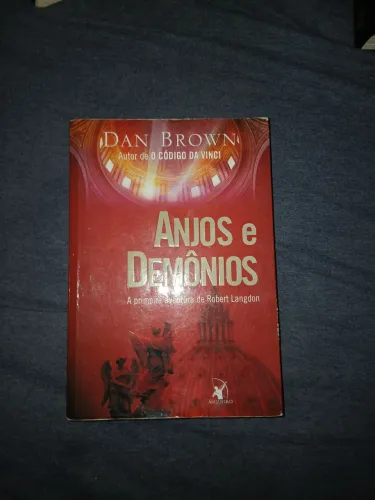 DAN BROWN
Autor de O CÓDIGO DA VINCI
ANJOS e
DEMÔNIOS
A primeira aventura de Robert Langdon